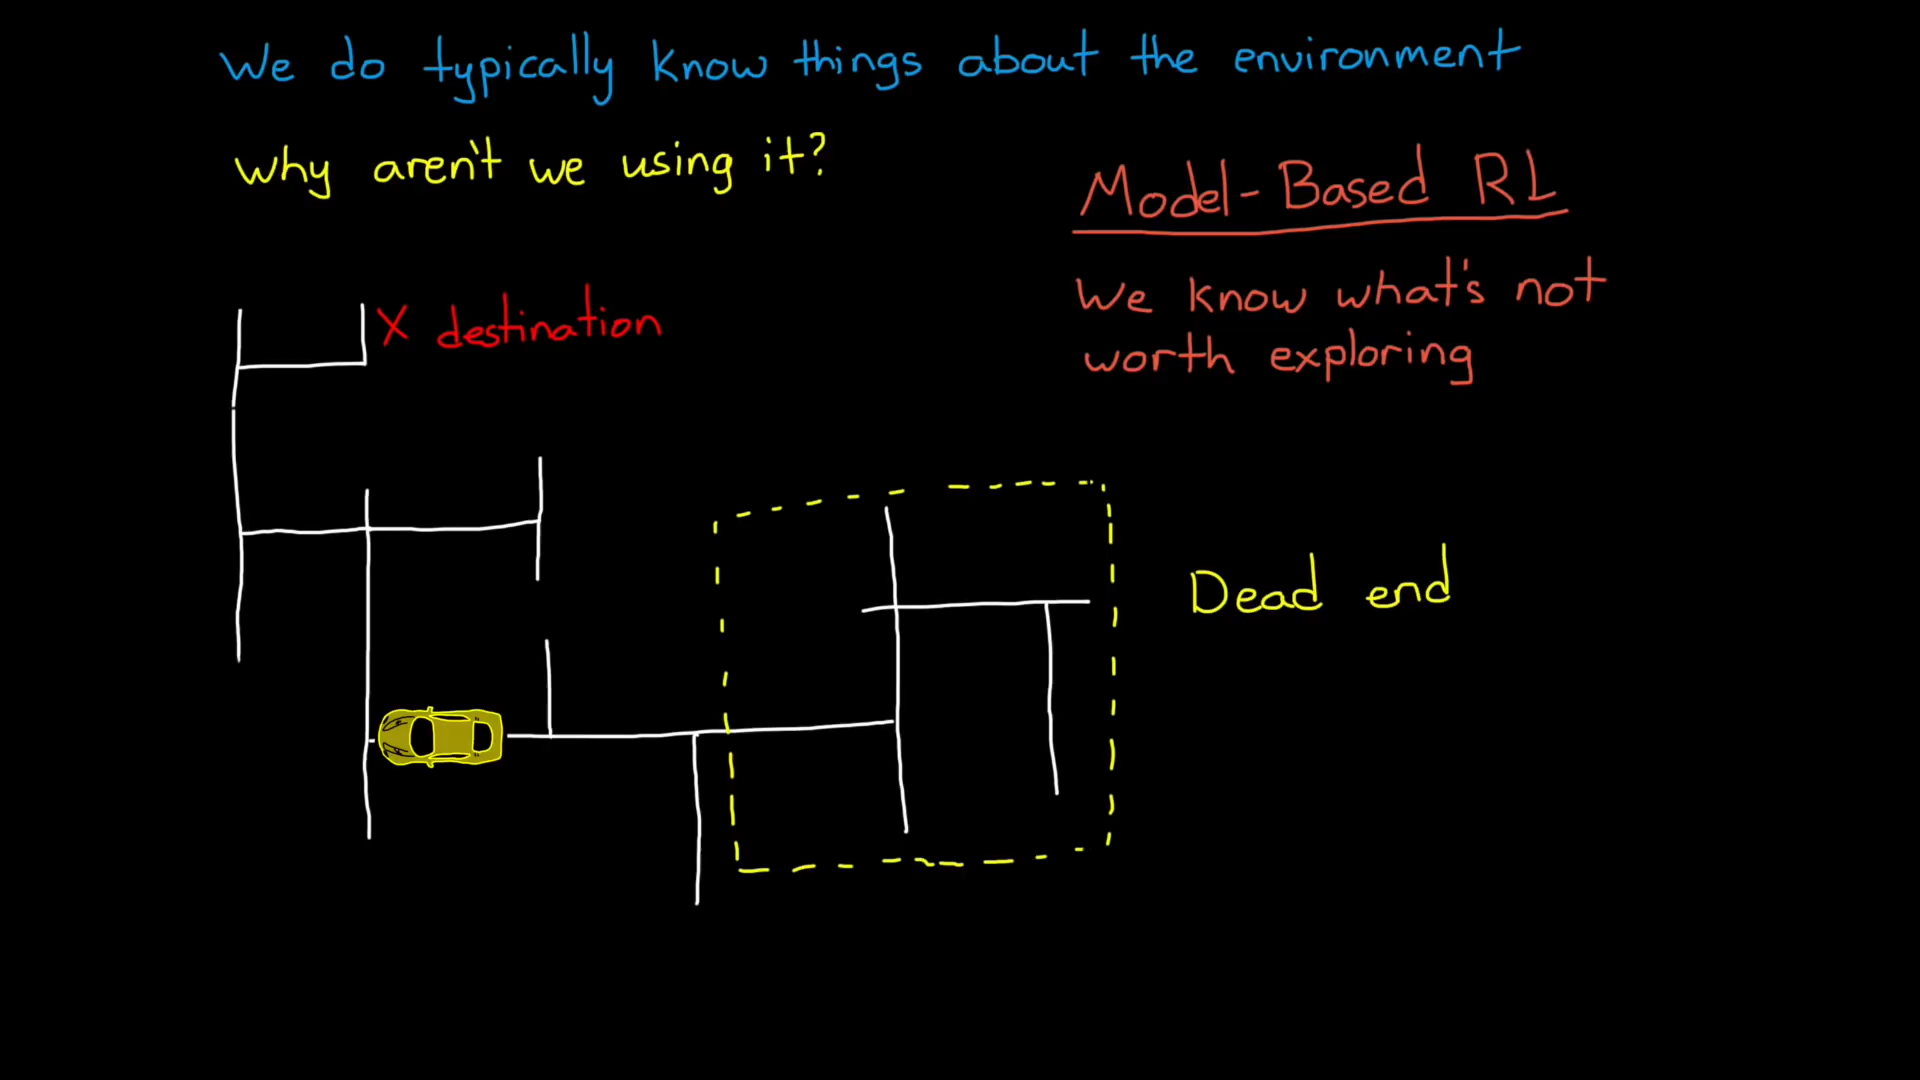 We do typically know things about the environment
Why aren't we using it?
Model-Based RL
We know what's not
worth exploring
X destination
Dead end